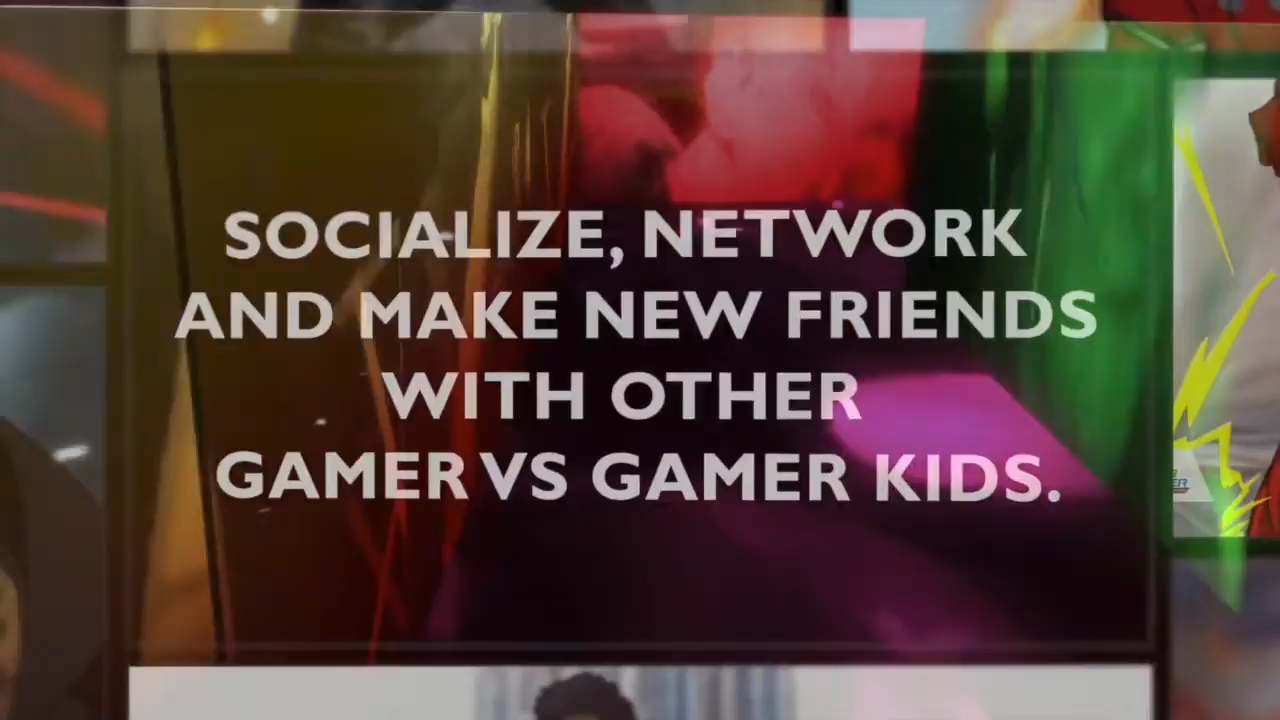 SOCIALIZE, NETWORK
AND MAKE NEW FRIENDS
WITH OTHER
GAMER VS GAMER KIDS.